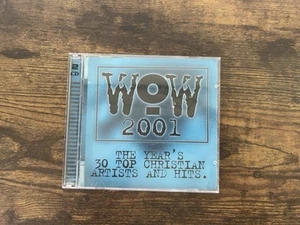 WOW
2001
THE YEAR'S
30 TOP CHRISTIAN
ARTISTS AND HITS.